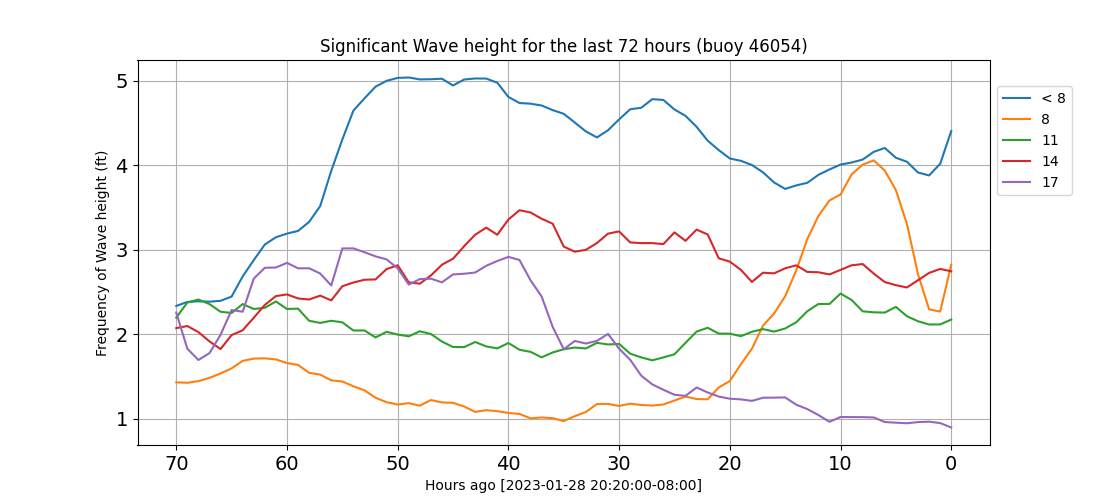 Significant Wave height for the last 72 hours (buoy 46054)
Frequency of Wave height (ft)
5
4
3
2
1
70 60 50 40 30 20 10 0
Hours ago [2023-01-28 20:20:00-08:00]
< 8
8
11
14
17